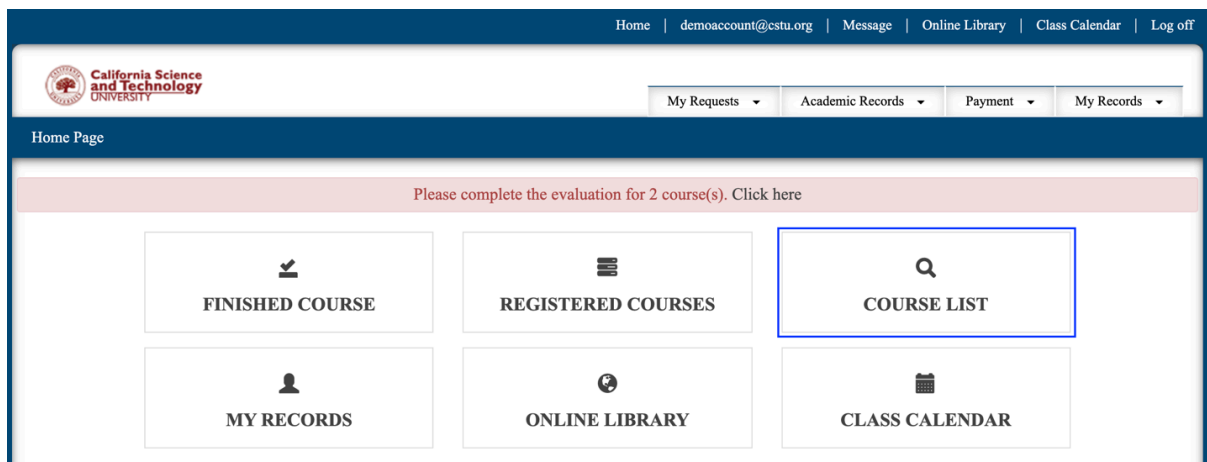 Home | demoaccount@cstu.org | Message | Online Library | Class Calendar | Log off
California Science
and Technology
UNIVERSITY
My Requests Academic Records Payment My Records
Home Page
Please complete the evaluation for 2 course(s). Click here
FINISHED COURSE REGISTERED COURSES COURSE LIST
MY RECORDS ONLINE LIBRARY CLASS CALENDAR